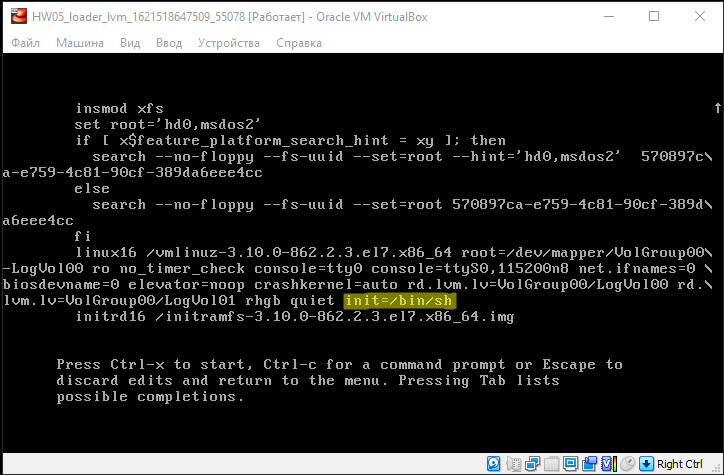 HW05_loader_lvm_1621518647509_55078 [Работает] - Oracle VM VirtualBox
Файл Машина Вид Ввод Устройства Справка
insmod xfs
set root='hd0,msdos2'
if [ x$feature_platform_search_hint = xy ]; then
search --no-floppy --fs-uuid --set=root --hint='hd0,msdos2' 570897c\
a-e759-4c81-90cf-389da6eee4cc
else
search --no-floppy --fs-uuid --set=root 570897ca-e759-4c81-90cf-389d\
a6eee4cc
fi
linux16 /vmlinuz-3.10.0-862.2.3.el7.x86_64 root=/dev/mapper/VolGroup00\
-LogVol00 ro no_timer_check console=tty0 console=ttyS0,115200n8 net.ifnames=0 \
biosdevname=0 elevator=noop crashkernel=auto rd.lvm.lv=VolGroup00/LogVol00 rd.\
lvm.lv=VolGroup00/LogVol01 rhgb quiet init=/bin/sh
initrd16 /initramfs-3.10.0-862.2.3.el7.x86_64.img
Press Ctrl-x to start, Ctrl-c for a command prompt or Escape to
discard edits and return to the menu. Pressing Tab lists
possible completions.
Right Ctrl